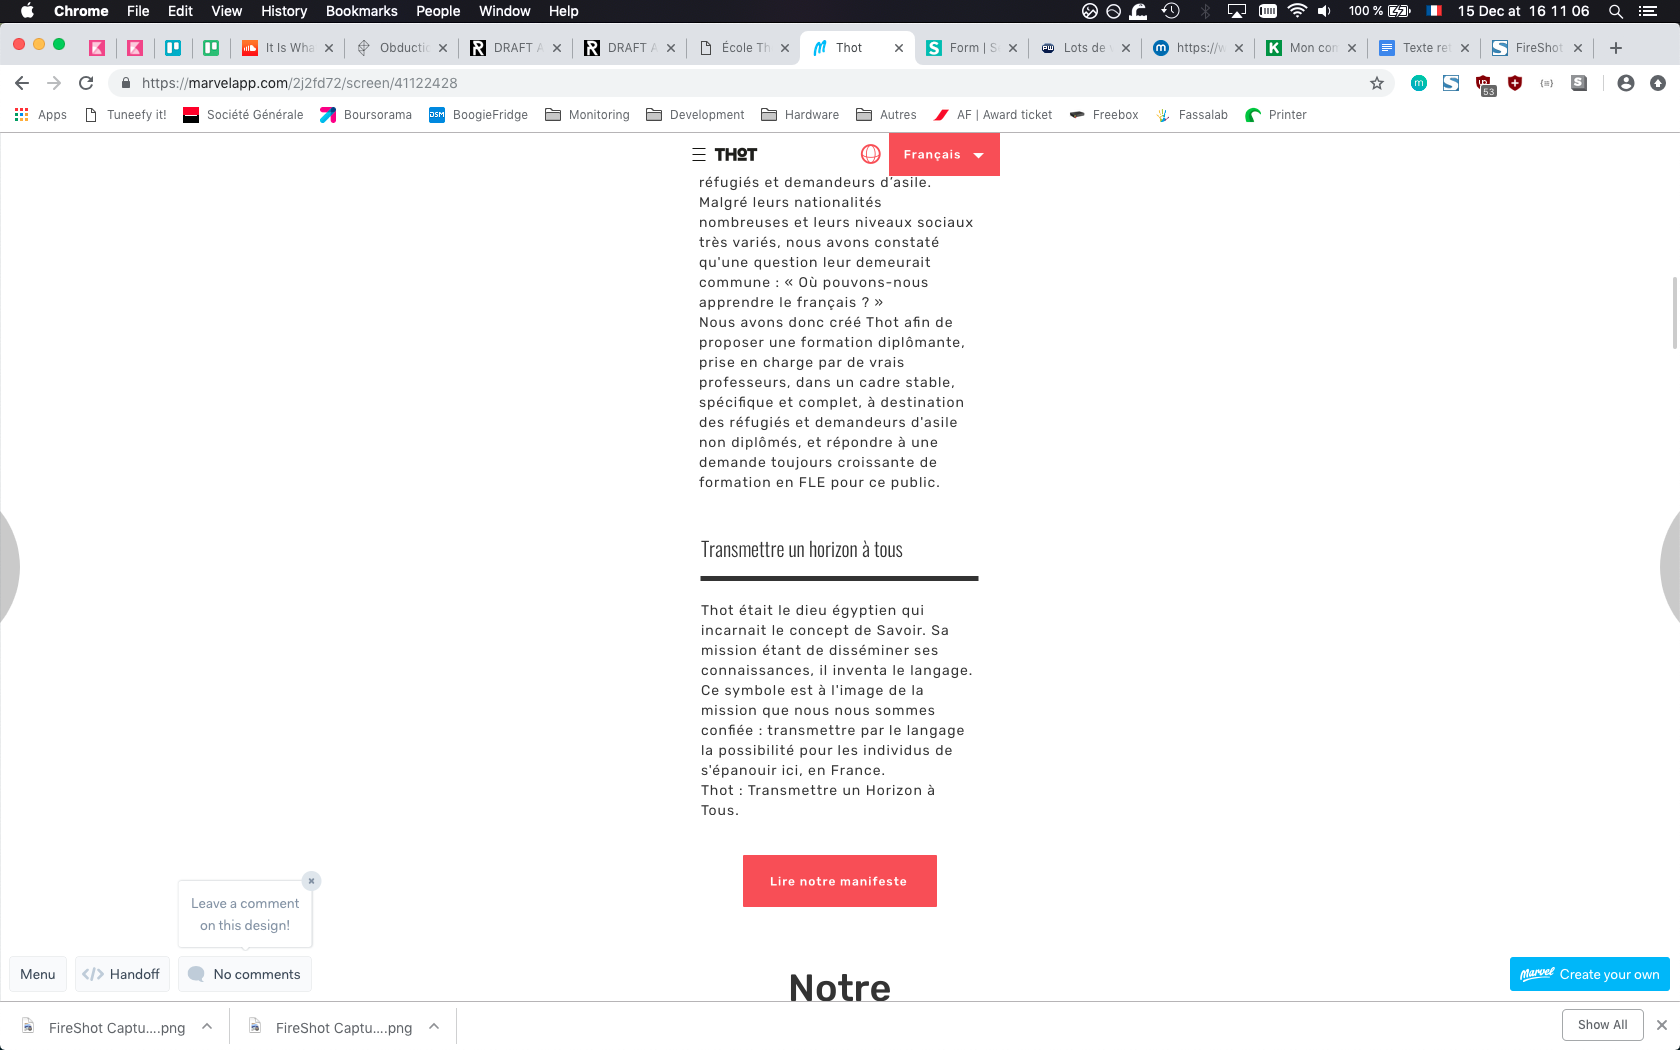 Chrome File Edit View History Bookmarks People Window Help 100 % 15 Dec at 16 11 06
It Is Wha Obductio DRAFT A DRAFT A École Th Thot Form | S Lots de https://w Mon con Texte ret FireShot
https://marvelapp.com/2j2fd72/screen/41122428
53
Apps Tuneefy it! Société Générale Boursorama BoogieFridge Monitoring Development Hardware Autres AF | Award ticket Freebox Fassalab Printer
THOT Français
réfugiés et demandeurs d’asile.
Malgré leurs nationalités
nombreuses et leurs niveaux sociaux
très variés, nous avons constaté
qu'une question leur demeurait
commune : « Où pouvons-nous
apprendre le français ? »
Nous avons donc créé Thot afin de
proposer une formation diplômante,
prise en charge par de vrais
professeurs, dans un cadre stable,
spécifique et complet, à destination
des réfugiés et demandeurs d'asile
non diplômés, et répondre à une
demande toujours croissante de
formation en FLE pour ce public.
Transmettre un horizon à tous
Thot était le dieu égyptien qui
incarnait le concept de Savoir. Sa
mission étant de disséminer ses
connaissances, il inventa le langage.
Ce symbole est à l'image de la
mission que nous nous sommes
confiée : transmettre par le langage
la possibilité pour les individus de
s'épanouir ici, en France.
Thot : Transmettre un Horizon à
Tous.
Lire notre manifeste
Leave a comment
on this design!
Menu Handoff No comments
Notre
Marvel Create your own
FireShot Captu....png FireShot Captu....png Show All